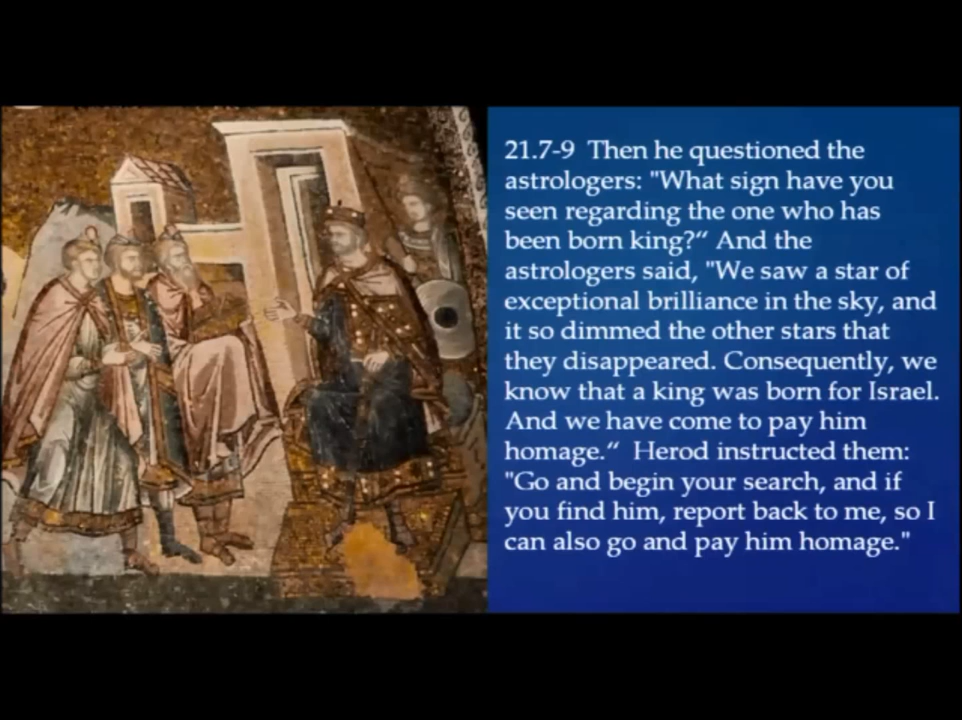 21.7-9  Then he questioned the
astrologers: "What sign have you
seen regarding the one who has
been born king?“ And the
astrologers said, "We saw a star of
exceptional brilliance in the sky, and
it so dimmed the other stars that
they disappeared. Consequently, we
know that a king was born for Israel.
And we have come to pay him
homage.“  Herod instructed them:
"Go and begin your search, and if
you find him, report back to me, so I
can also go and pay him homage."